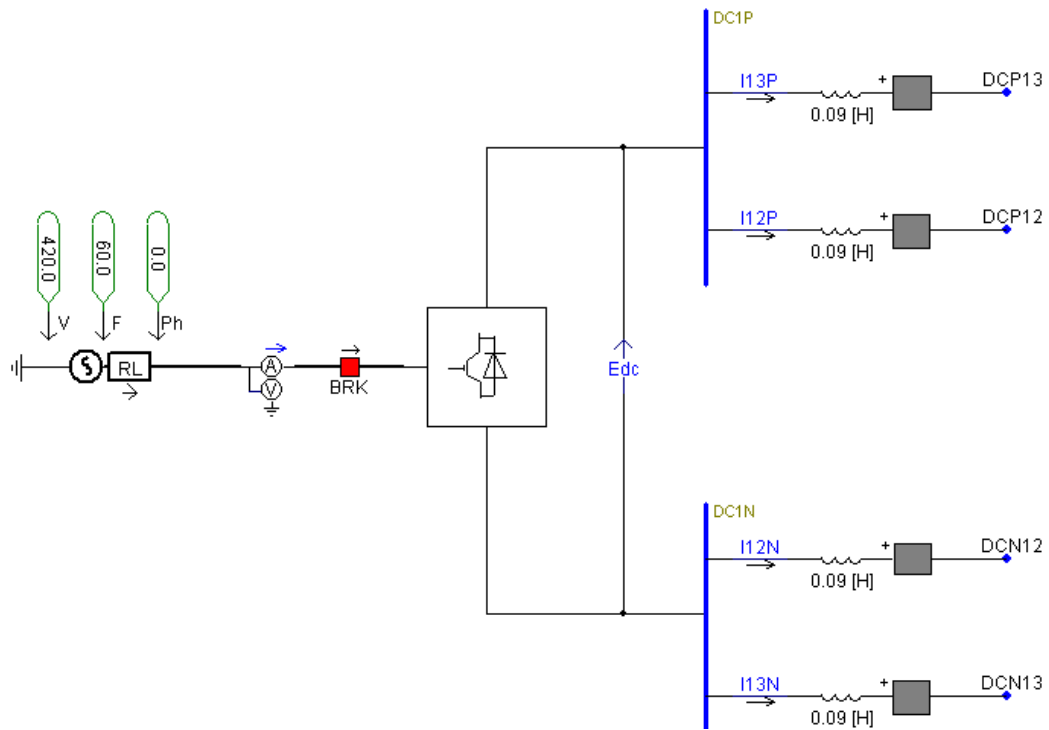 DC1P
I13P
+
DCP13
0.09 [H]
I12P
+
DCP12
0.09 [H]
420.0
60.0
0.0
V
F
Ph
RL
A
V
BRK
Edc
DC1N
I12N
+
DCN12
0.09 [H]
I13N
+
DCN13
0.09 [H]